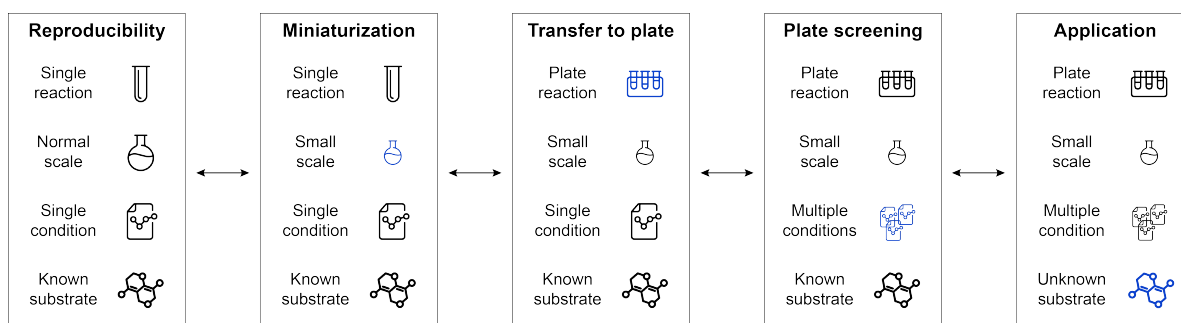 Reproducibility
Single
reaction
Normal
scale
Single
condition
Known
substrate
Miniaturization
Single
reaction
Small
scale
Single
condition
Known
substrate
Transfer to plate
Plate
reaction
Small
scale
Single
condition
Known
substrate
Plate screening
Plate
reaction
Small
scale
Multiple
conditions
Known
substrate
Application
Plate
reaction
Small
scale
Multiple
condition
Unknown
substrate